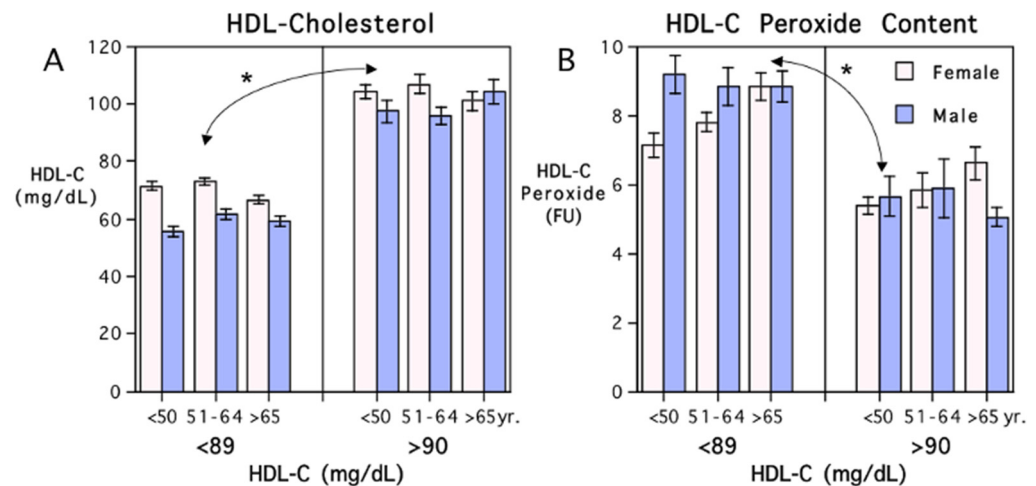 HDL-Cholesterol
A
120
100
80
60
40
20
0
HDL-C
(mg/dL)
*
<50 51-64 >65
<50 51-64 >65yr.
<89
>90
HDL-C (mg/dL)
HDL-C Peroxide Content
B
10
8
6
4
2
0
HDL-C
Peroxide
(FU)
*
Female
Male
<50 51-64 >65
<50 51-64 >65 yr.
<89
>90
HDL-C (mg/dL)